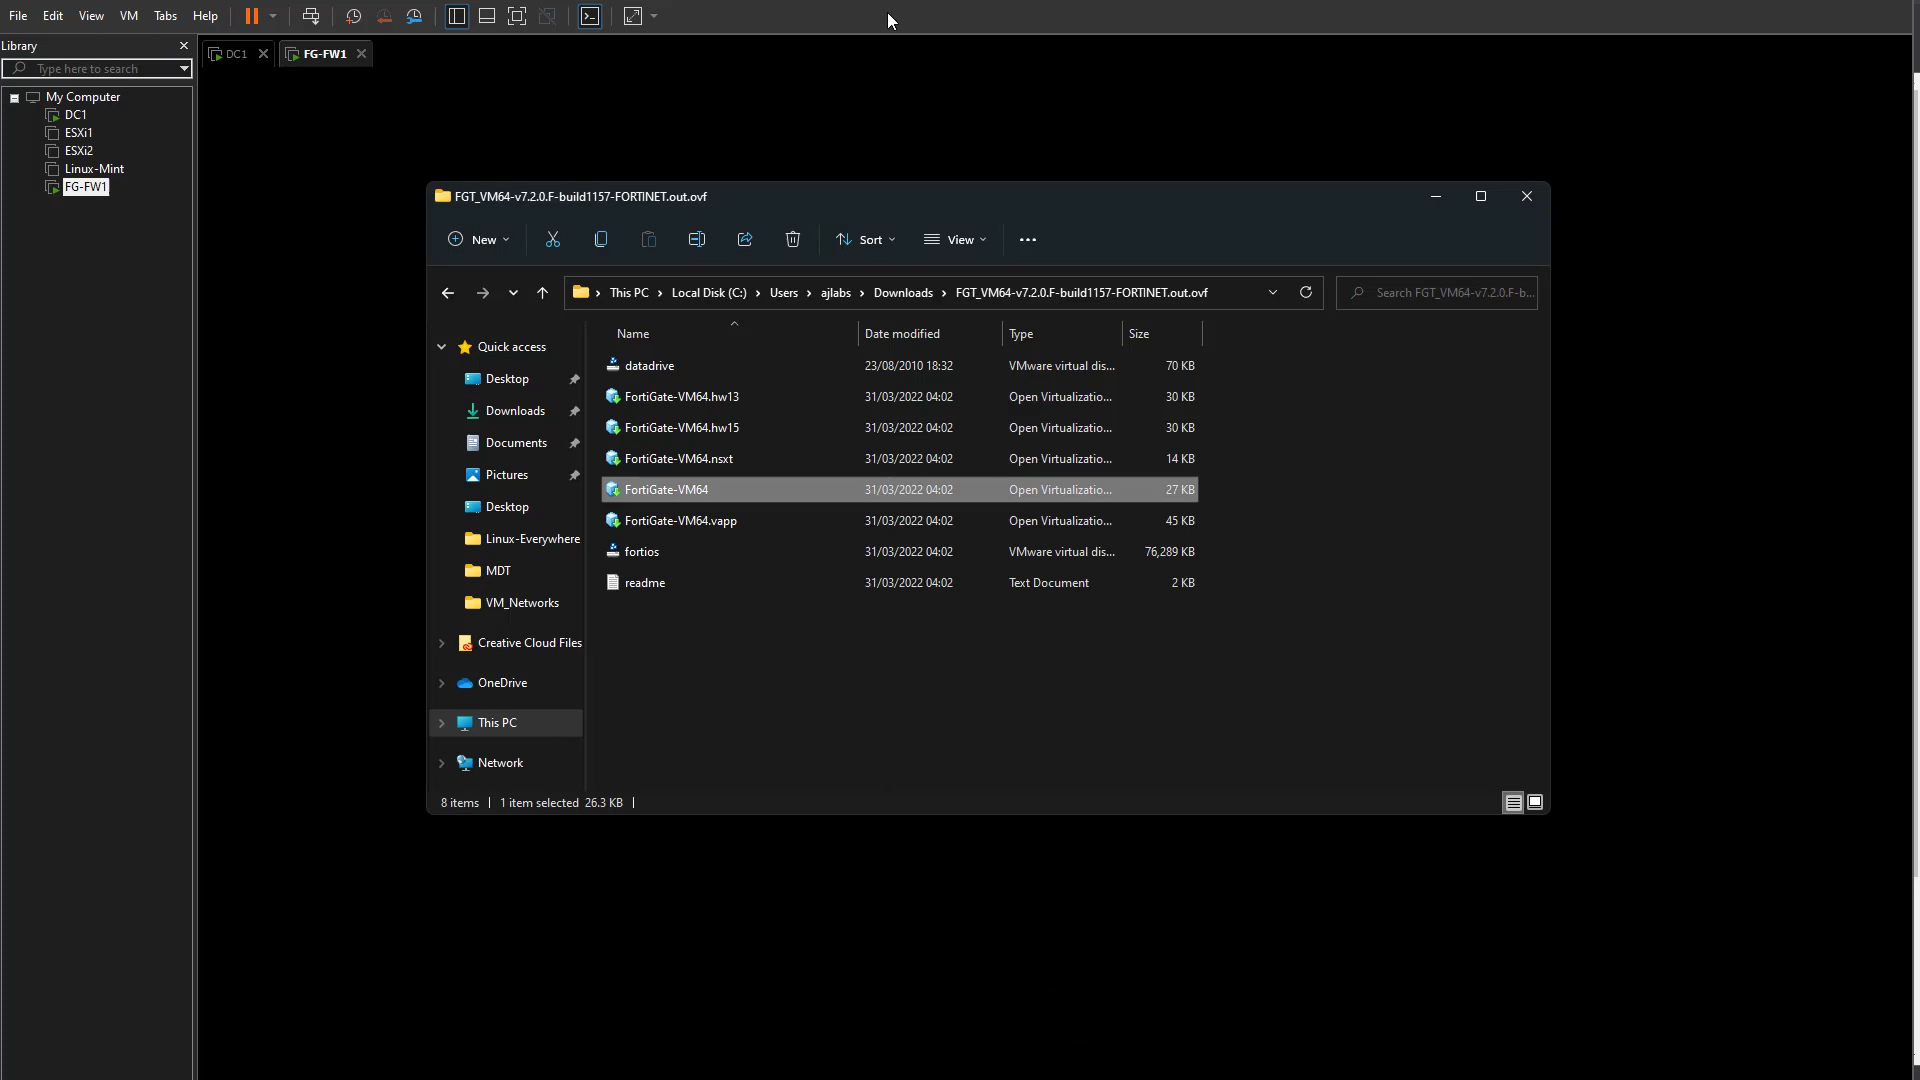 File Edit View VM Tabs Help
Library
Type here to search
DC1 FG-FW1
My Computer
DC1
ESXi1
ESXi2
Linux-Mint
FG-FW1
FGT_VM64-v7.2.0.F-build1157-FORTINET.out.ovf
New Sort View
This PC Local Disk (C:) Users ajlabs Downloads FGT_VM64-v7.2.0.F-build1157-FORTINET.out.ovf
Search FGT_VM64-v7.2.0.F-b...
Quick access
Desktop
Downloads
Documents
Pictures
Desktop
Linux-Everywhere
MDT
VM_Networks
Creative Cloud Files
OneDrive
This PC
Network
Name Date modified Type Size
datadrive 23/08/2010 18:32 VMware virtual dis... 70 KB
FortiGate-VM64.hw13 31/03/2022 04:02 Open Virtualizatio... 30 KB
FortiGate-VM64.hw15 31/03/2022 04:02 Open Virtualizatio... 30 KB
FortiGate-VM64.nsxt 31/03/2022 04:02 Open Virtualizatio... 14 KB
FortiGate-VM64 31/03/2022 04:02 Open Virtualizatio... 27 KB
FortiGate-VM64.vapp 31/03/2022 04:02 Open Virtualizatio... 45 KB
fortios 31/03/2022 04:02 VMware virtual dis... 76,289 KB
readme 31/03/2022 04:02 Text Document 2 KB
8 items 1 item selected 26.3 KB